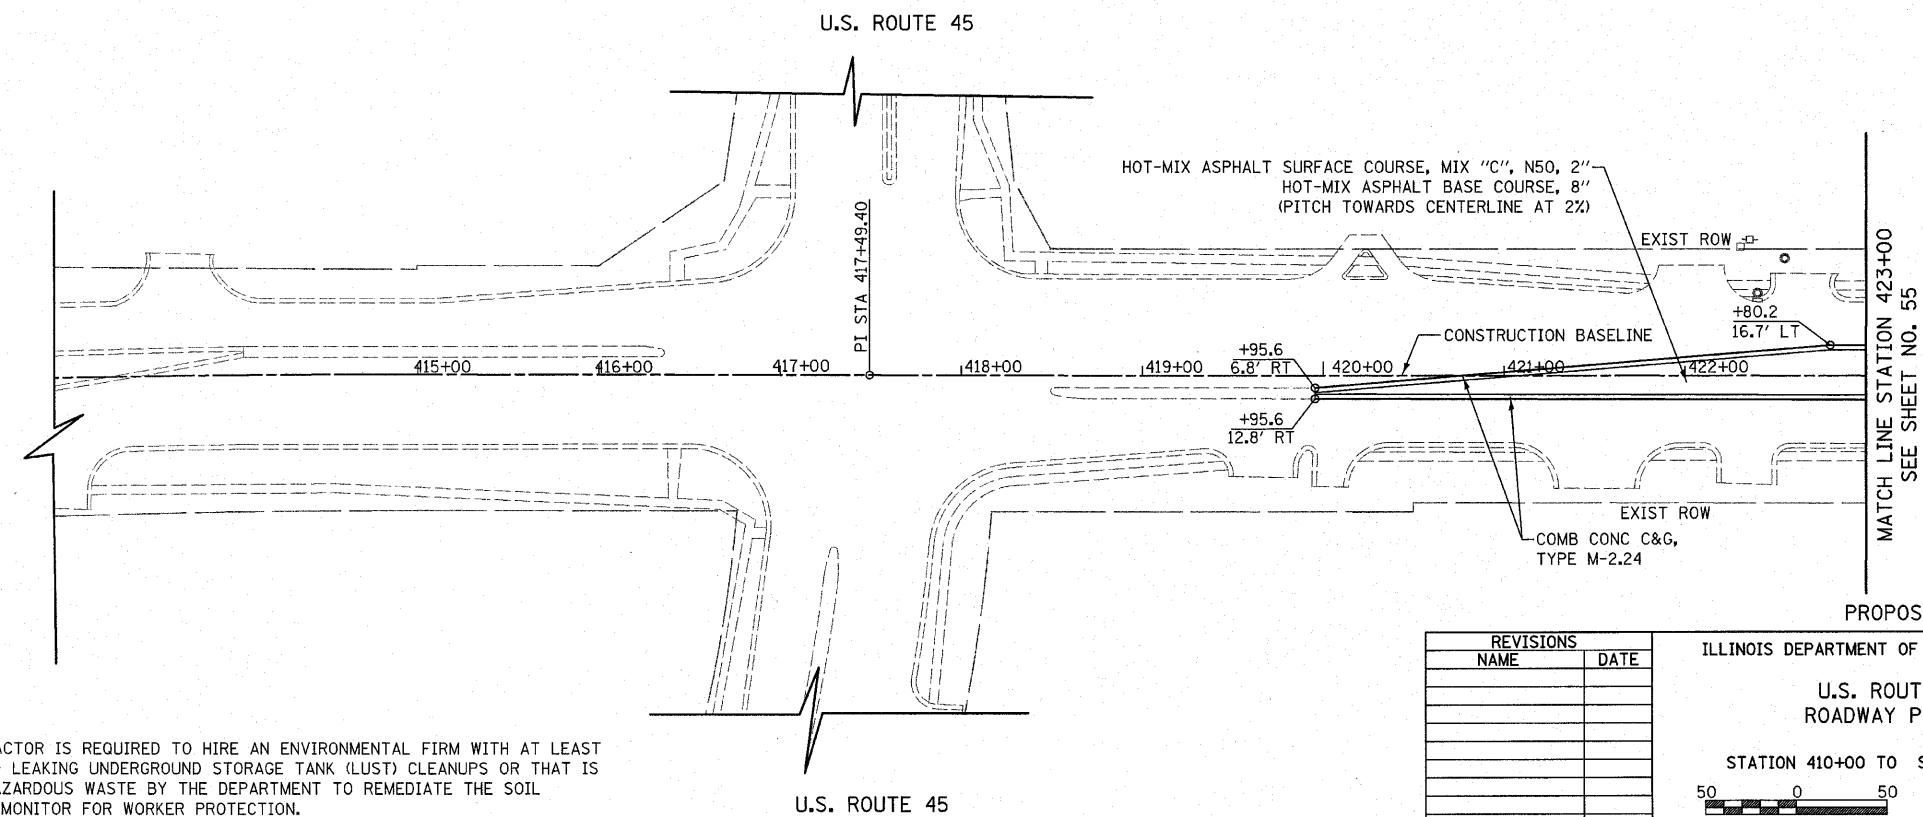 U.S. ROUTE 45
HOT-MIX ASPHALT SURFACE COURSE, MIX "C", N50, 2"
HOT-MIX ASPHALT BASE COURSE, 8"
(PITCH TOWARDS CENTERLINE AT 2%)
EXIST ROW
PI STA 417+49.40
+80.2
16.7' LT
CONSTRUCTION BASELINE
+95.6
6.8' RT
415+00
416+00
417+00
418+00
419+00
420+00
421+00
422+00
+95.6
12.8' RT
MATCH LINE STATION 423+00
SEE SHEET NO. 55
EXIST ROW
COMB CONC C&G,
TYPE M-2.24
PROPOS
REVISIONS
NAME DATE
ILLINOIS DEPARTMENT OF
U.S. ROUT
ROADWAY P
STATION 410+00 TO S
50 0 50
ACTOR IS REQUIRED TO HIRE AN ENVIRONMENTAL FIRM WITH AT LEAST
LEAKING UNDERGROUND STORAGE TANK (LUST) CLEANUPS OR THAT IS
AZARDOUS WASTE BY THE DEPARTMENT TO REMEDIATE THE SOIL
MONITOR FOR WORKER PROTECTION.
U.S. ROUTE 45